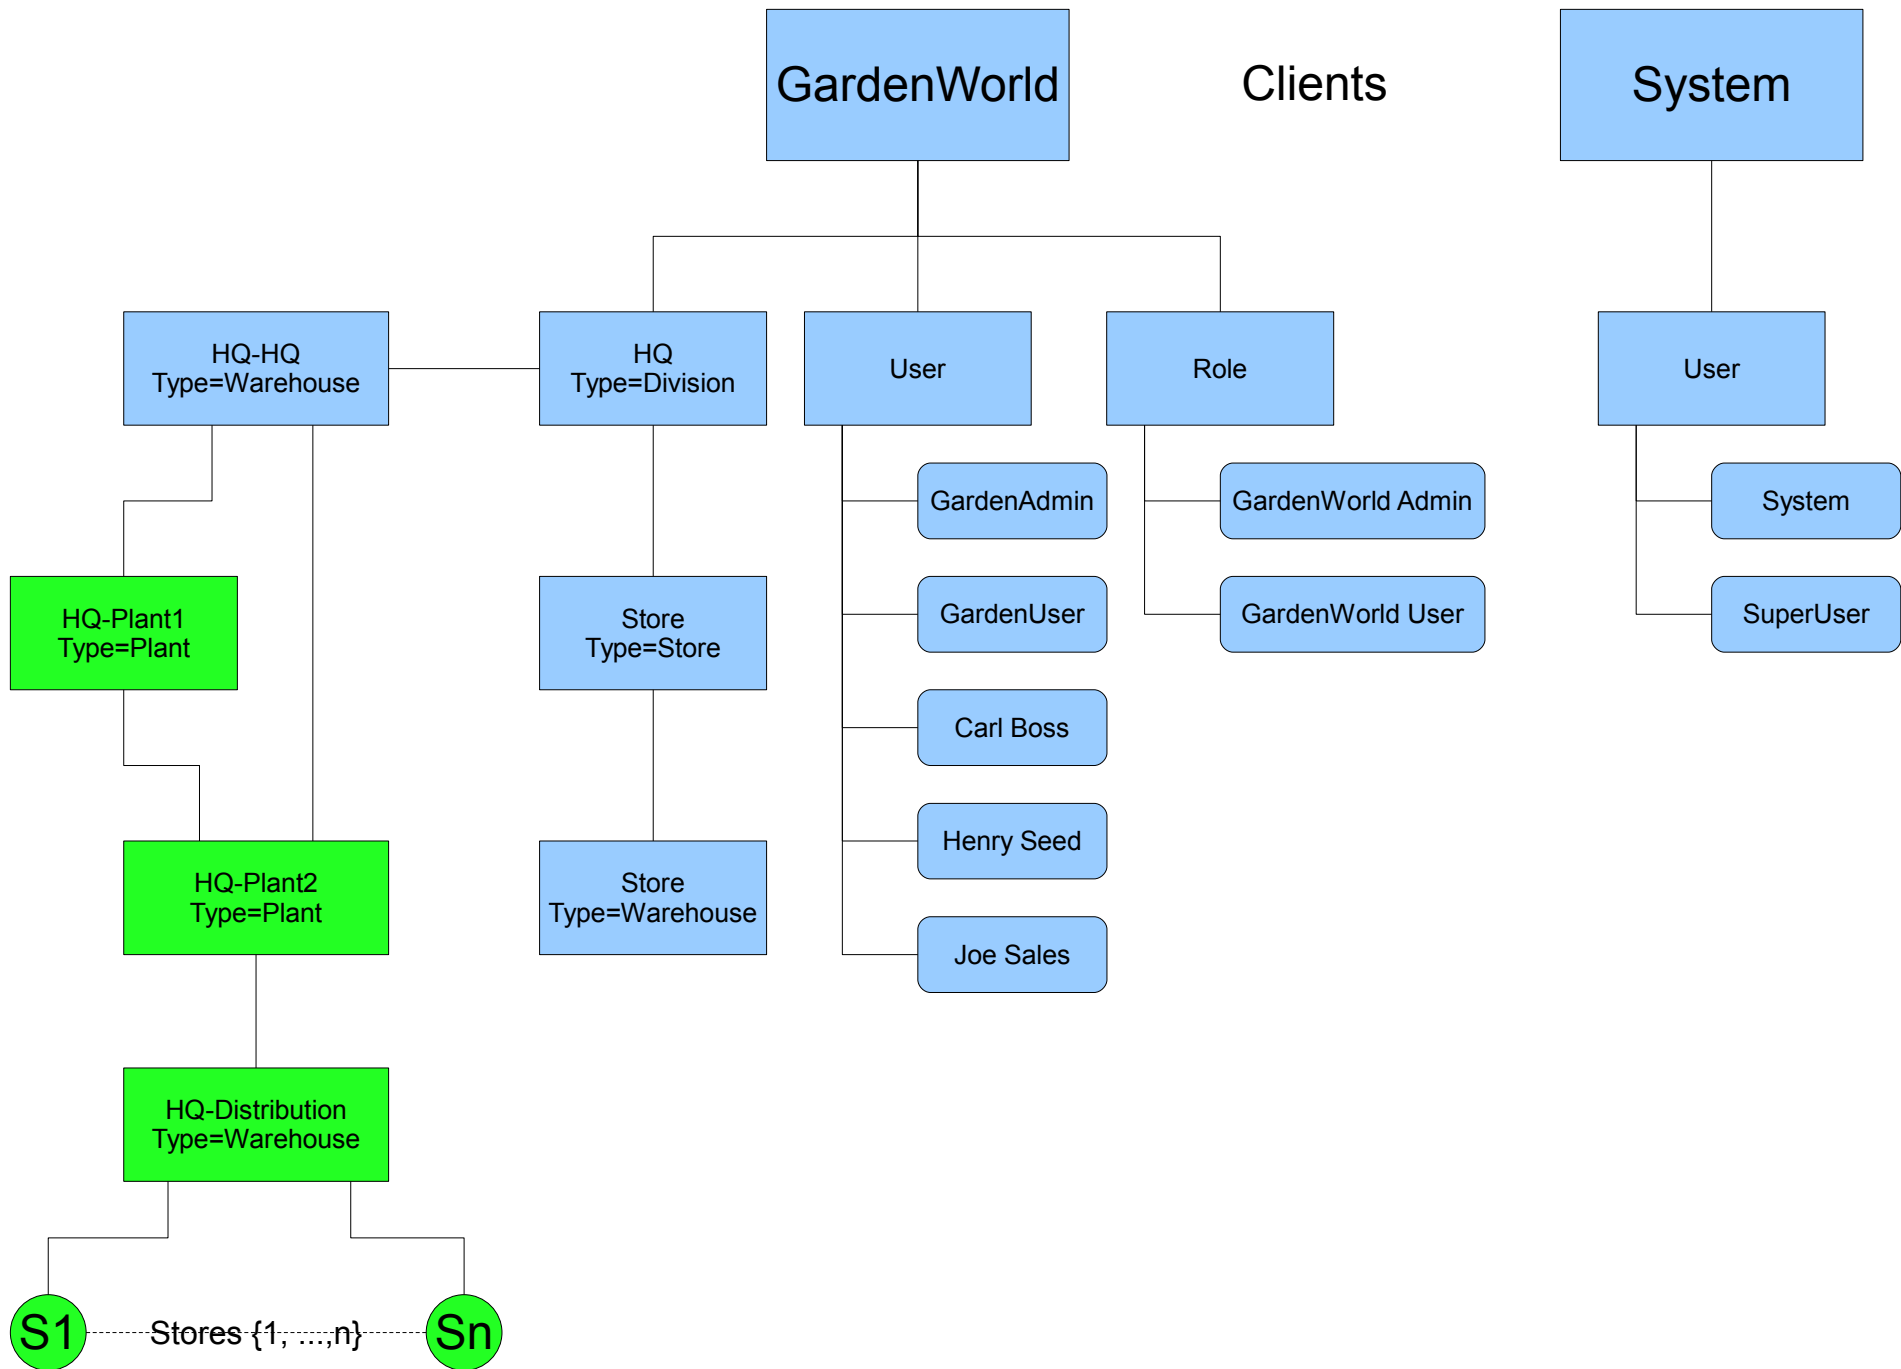 GardenWorld
Clients
System
HQ-HQ
Type=Warehouse
HQ
Type=Division
User
Role
User
GardenAdmin
GardenWorld Admin
System
HQ-Plant1
Type=Plant
Store
Type=Store
GardenUser
GardenWorld User
SuperUser
Carl Boss
HQ-Plant2
Type=Plant
Store
Type=Warehouse
Henry Seed
Joe Sales
HQ-Distribution
Type=Warehouse
S1
Stores {1, ...,n}
Sn